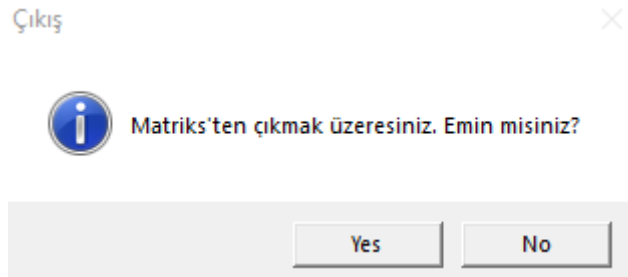 Çıkış
Matriks'ten çıkmak üzeresiniz. Emin misiniz?
Yes
No